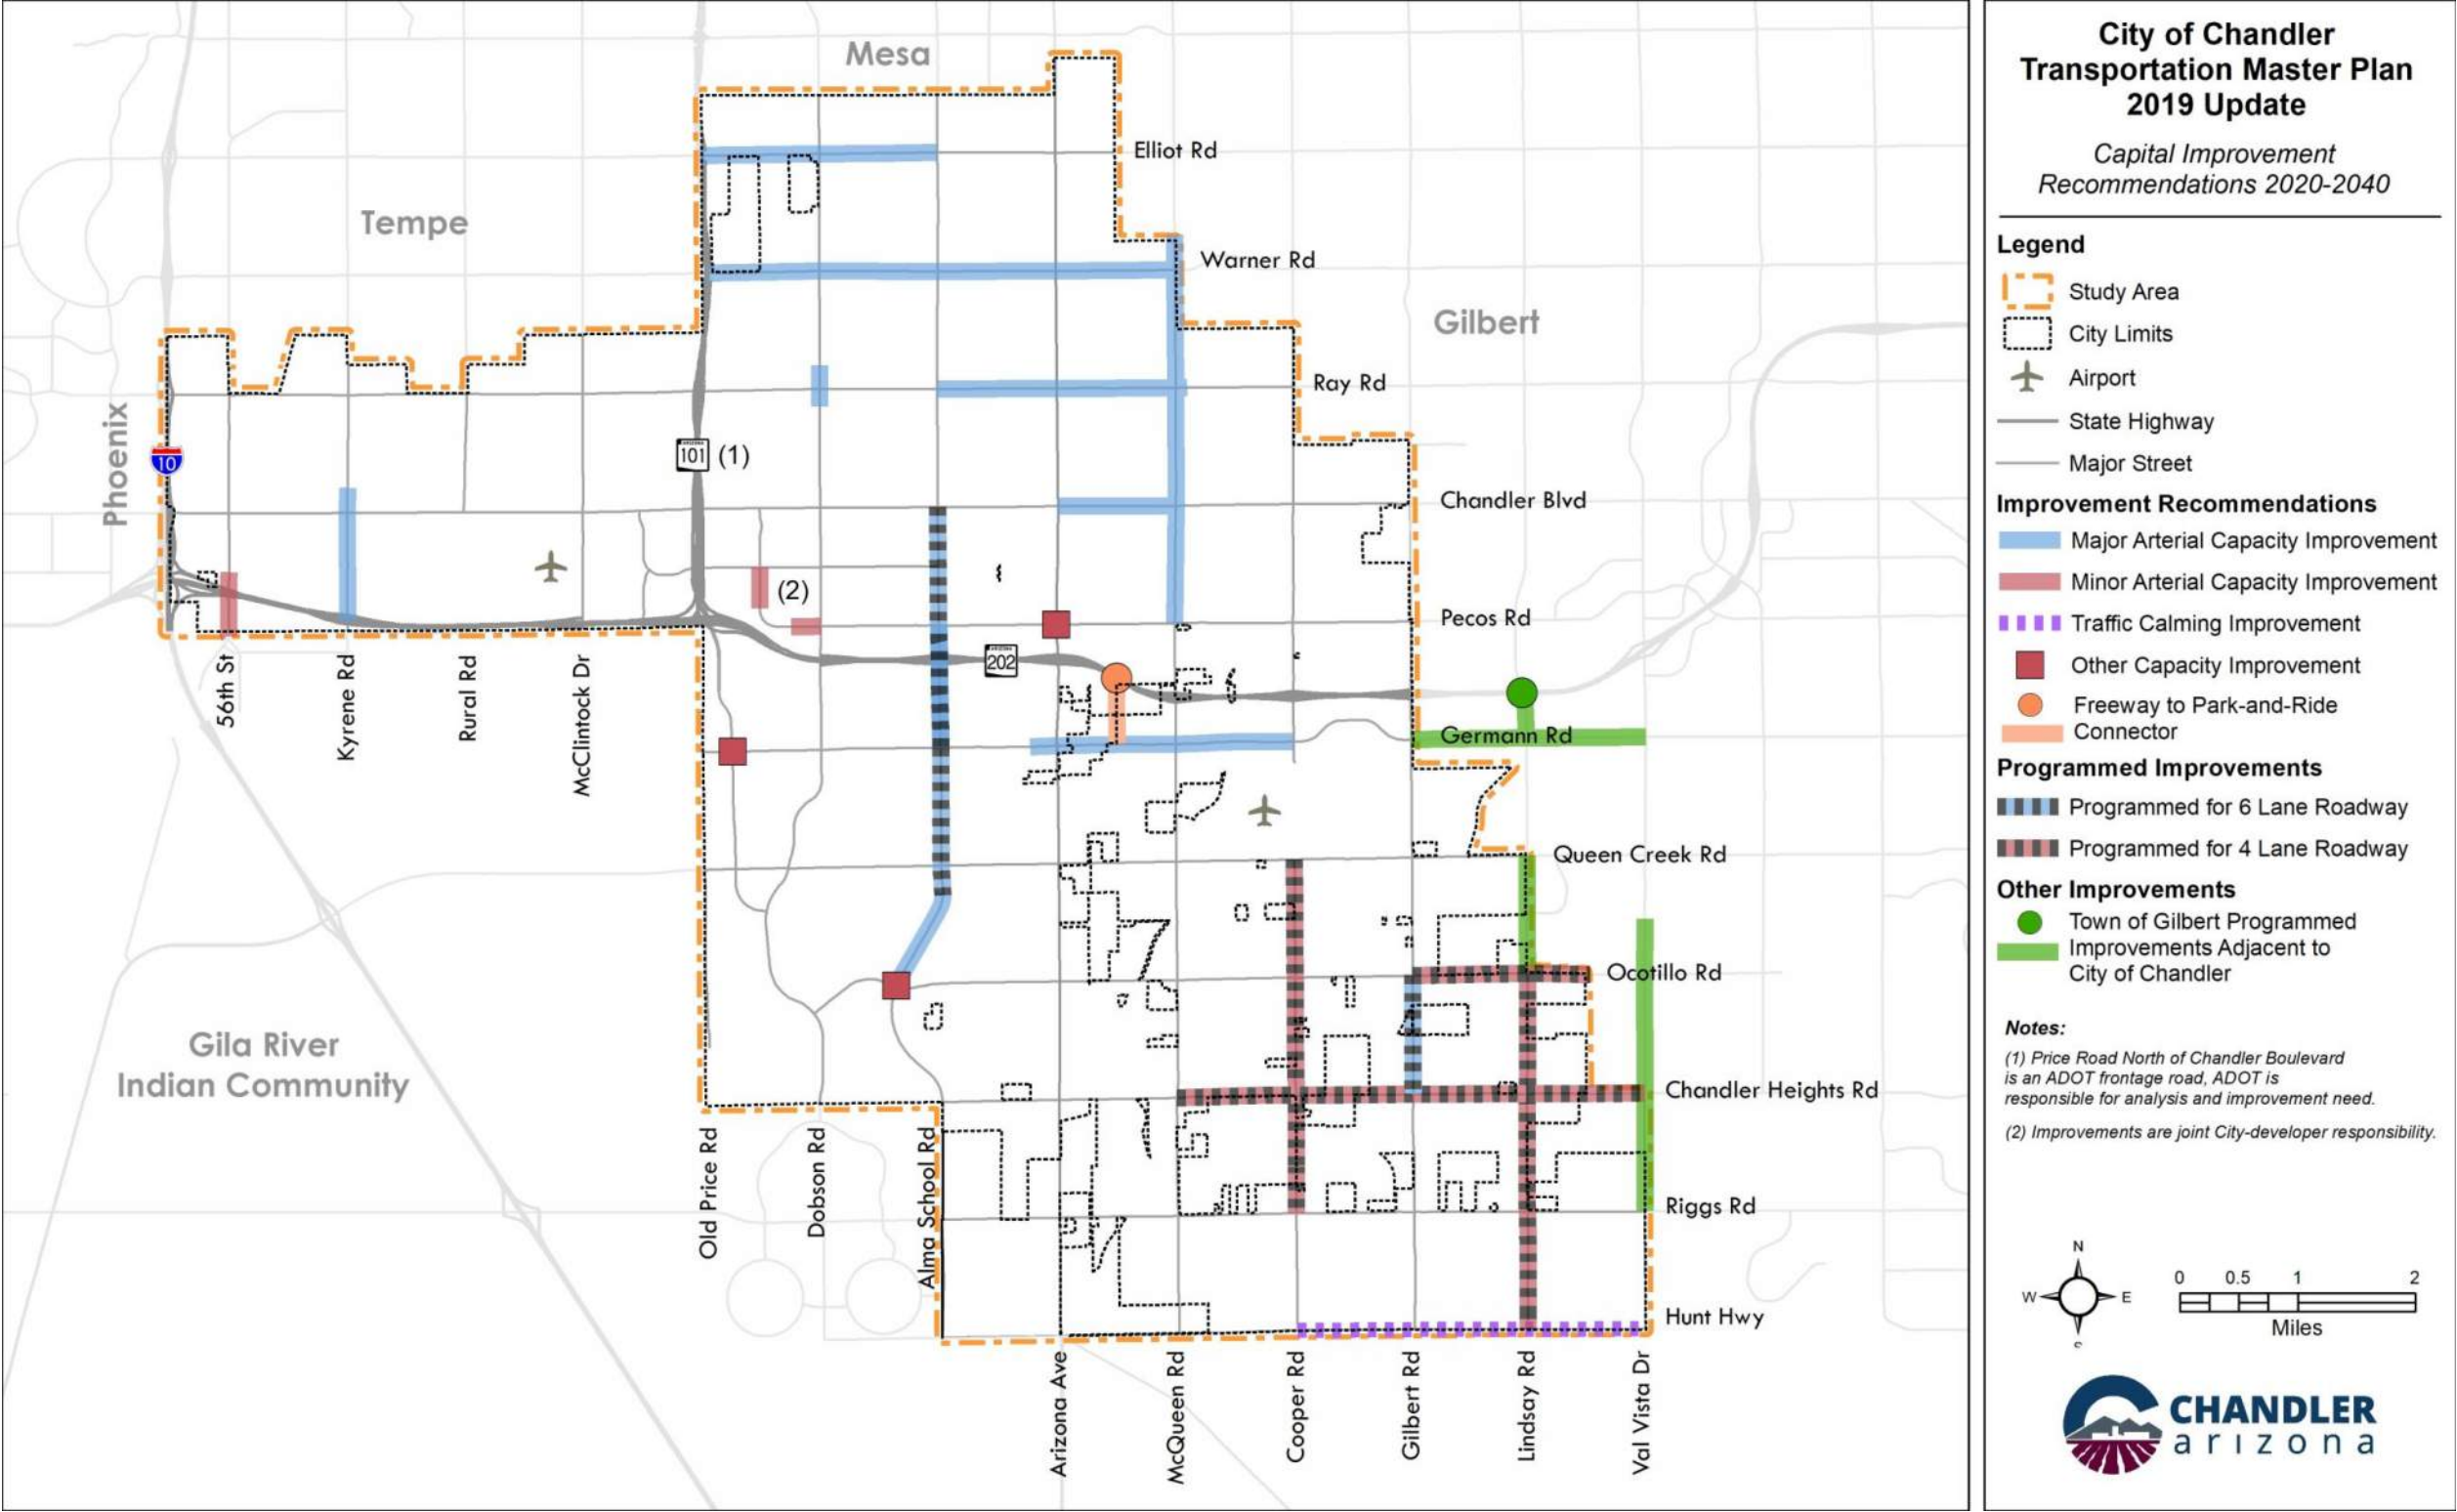 Mesa
Elliot Rd
Tempe
Warner Rd
Gilbert
Ray Rd
Phoenix
10
ARIZONA
101
(1)
Chandler Blvd
(2)
Pecos Rd
ARIZONA
202
56th St
Kyrene Rd
Rural Rd
McClintock Dr
Germann Rd
Queen Creek Rd
Ocotillo Rd
Gila River
Indian Community
Chandler Heights Rd
Old Price Rd
Dobson Rd
Alma School Rd
Riggs Rd
Hunt Hwy
Arizona Ave
McQueen Rd
Cooper Rd
Gilbert Rd
Lindsay Rd
Val Vista Dr
City of Chandler
Transportation Master Plan
2019 Update
Capital Improvement
Recommendations 2020-2040
Legend
Study Area
City Limits
Airport
State Highway
Major Street
Improvement Recommendations
Major Arterial Capacity Improvement
Minor Arterial Capacity Improvement
Traffic Calming Improvement
Other Capacity Improvement
Freeway to Park-and-Ride
Connector
Programmed Improvements
Programmed for 6 Lane Roadway
Programmed for 4 Lane Roadway
Other Improvements
Town of Gilbert Programmed
Improvements Adjacent to
City of Chandler
Notes:
(1) Price Road North of Chandler Boulevard
is an ADOT frontage road, ADOT is
responsible for analysis and improvement need.
(2) Improvements are joint City-developer responsibility.
N
W E
S
0 0.5 1 2
Miles
CHANDLER
arizona